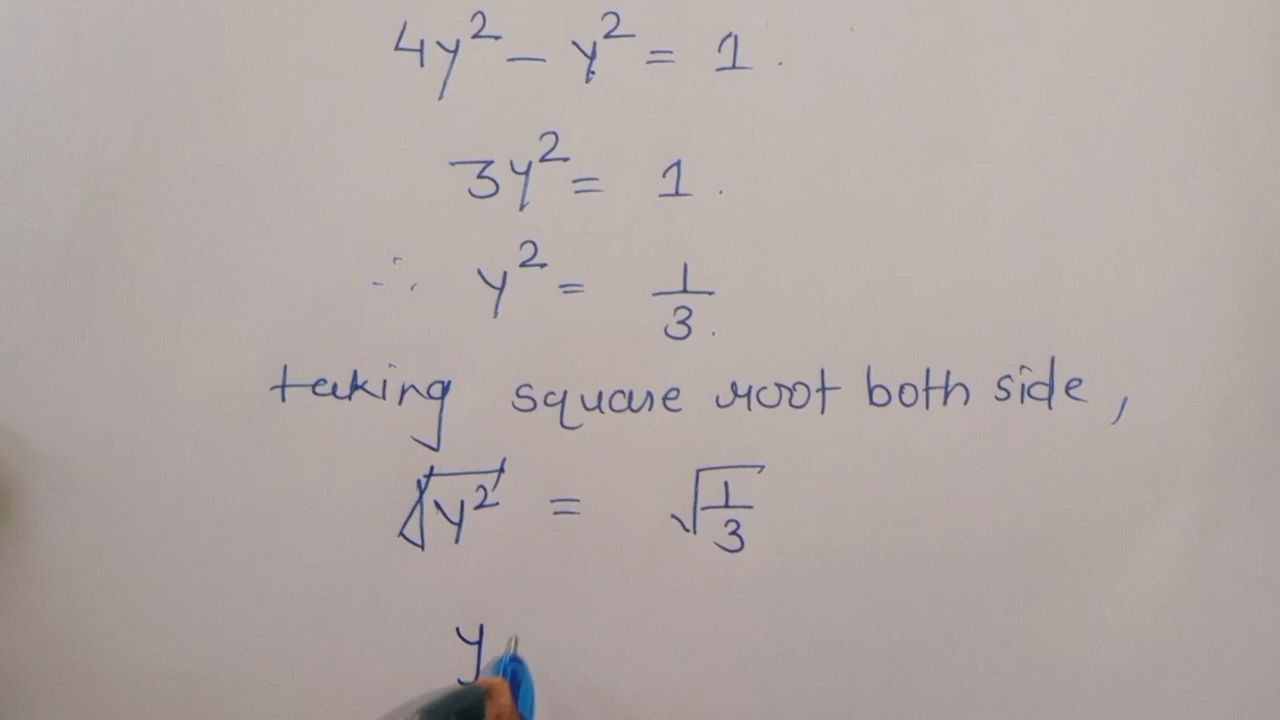 4y² - y² = 1.
3y² = 1.
∴ y² = 1/3.
taking square root both side,
√y² = √1/3
y